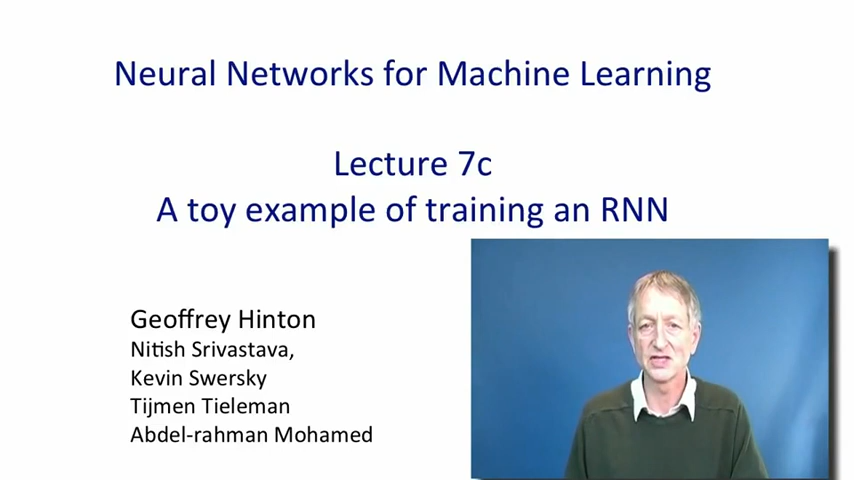 Neural Networks for Machine Learning
Lecture 7c
A toy example of training an RNN
Geoffrey Hinton
Nitish Srivastava,
Kevin Swersky
Tijmen Tieleman
Abdel-rahman Mohamed